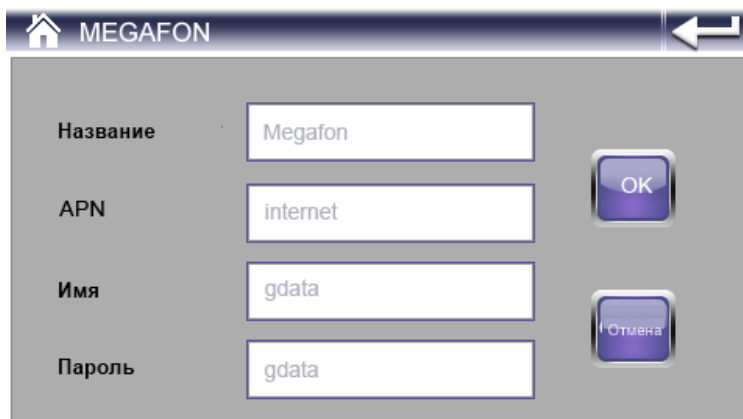 MEGAFON
Название Megafon
OK
APN internet
Имя gdata
Отмена
Пароль gdata